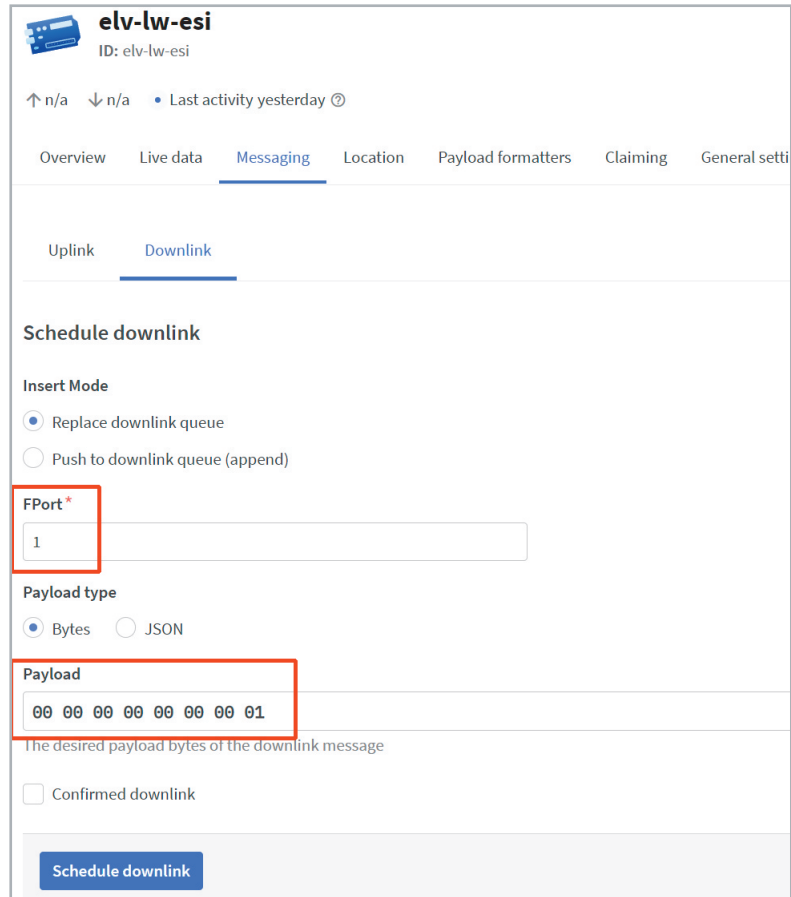 elv-lw-esi
ID: elv-lw-esi
n/a n/a • Last activity yesterday
Overview Live data Messaging Location Payload formatters Claiming General setti
Uplink Downlink
Schedule downlink
Insert Mode
Replace downlink queue
Push to downlink queue (append)
FPort*
1
Payload type
Bytes JSON
Payload
00 00 00 00 00 00 00 01
The desired payload bytes of the downlink message
Confirmed downlink
Schedule downlink